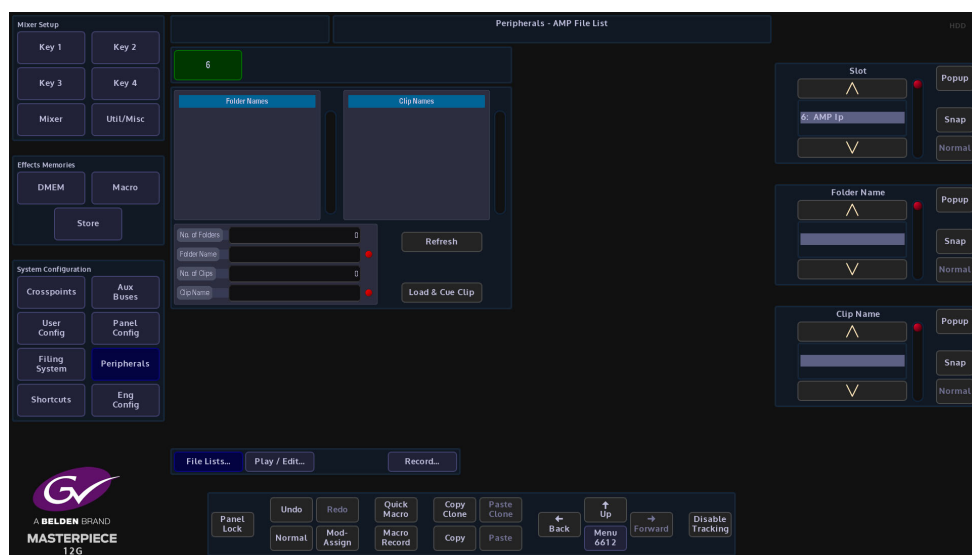 Mixer Setup
Peripherals - AMP File List
HDD
Key 1
Key 2
Key 3
Key 4
Mixer
Util/Misc
Effects Memories
DMEM
Macro
Store
System Configuration
Crosspoints
Aux
Buses
User
Config
Panel
Config
Filing
System
Peripherals
Shortcuts
Eng
Config
6
Folder Names
Clip Names
No. of Folders
0
Folder Name
No. of Clips
0
Clip Name
Refresh
Load & Cue Clip
Slot
Popup
6: AMP Ip
Snap
Normal
Folder Name
Popup
Snap
Normal
Clip Name
Popup
Snap
Normal
File Lists...
Play / Edit...
Record...
GV
A BELDEN BRAND
MASTERPIECE
12G
Panel
Lock
Undo
Redo
Normal
Mod-
Assign
Quick
Macro
Macro
Record
Copy
Clone
Paste
Clone
Copy
Paste
Back
Up
Menu
6612
Forward
Disable
Tracking